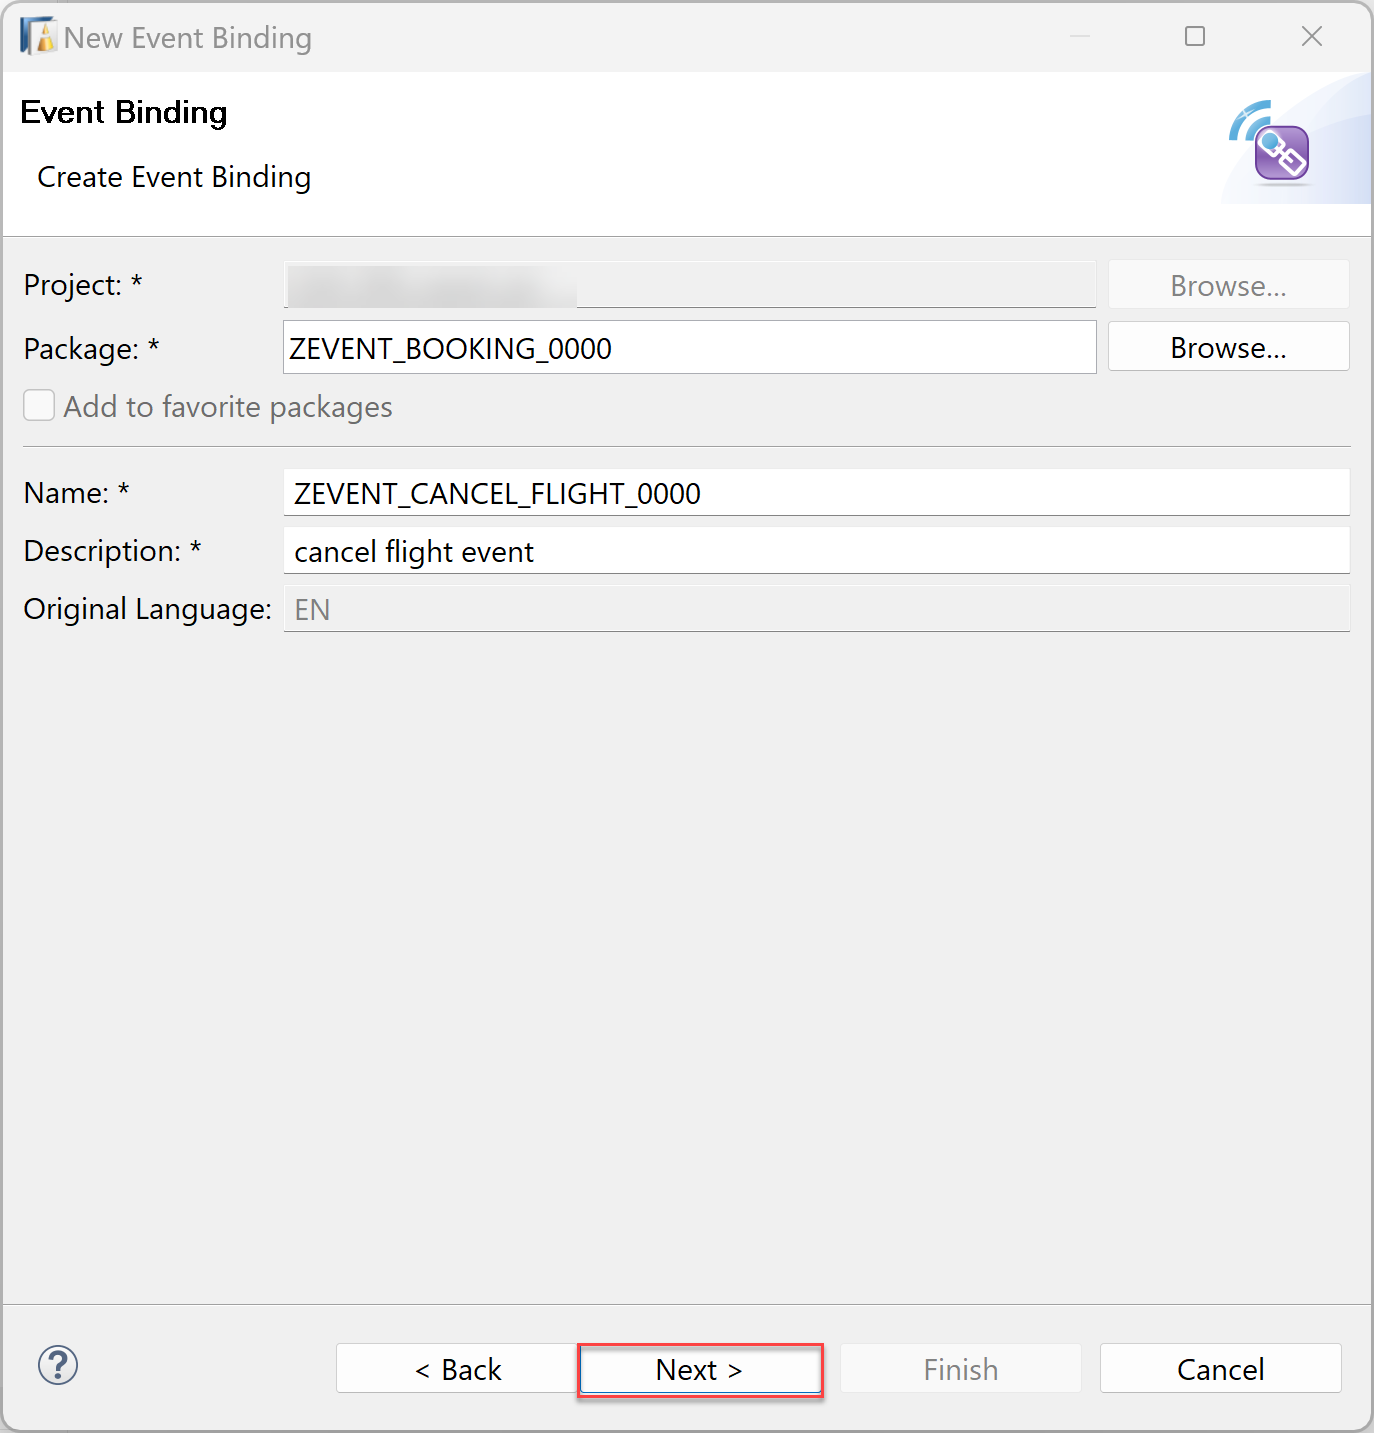 New Event Binding
Event Binding
Create Event Binding
Project: *
Browse...
Package: *
ZEVENT_BOOKING_0000
Browse...
Add to favorite packages
Name: *
ZEVENT_CANCEL_FLIGHT_0000
Description: *
cancel flight event
Original Language:
EN
?
< Back
Next >
Finish
Cancel